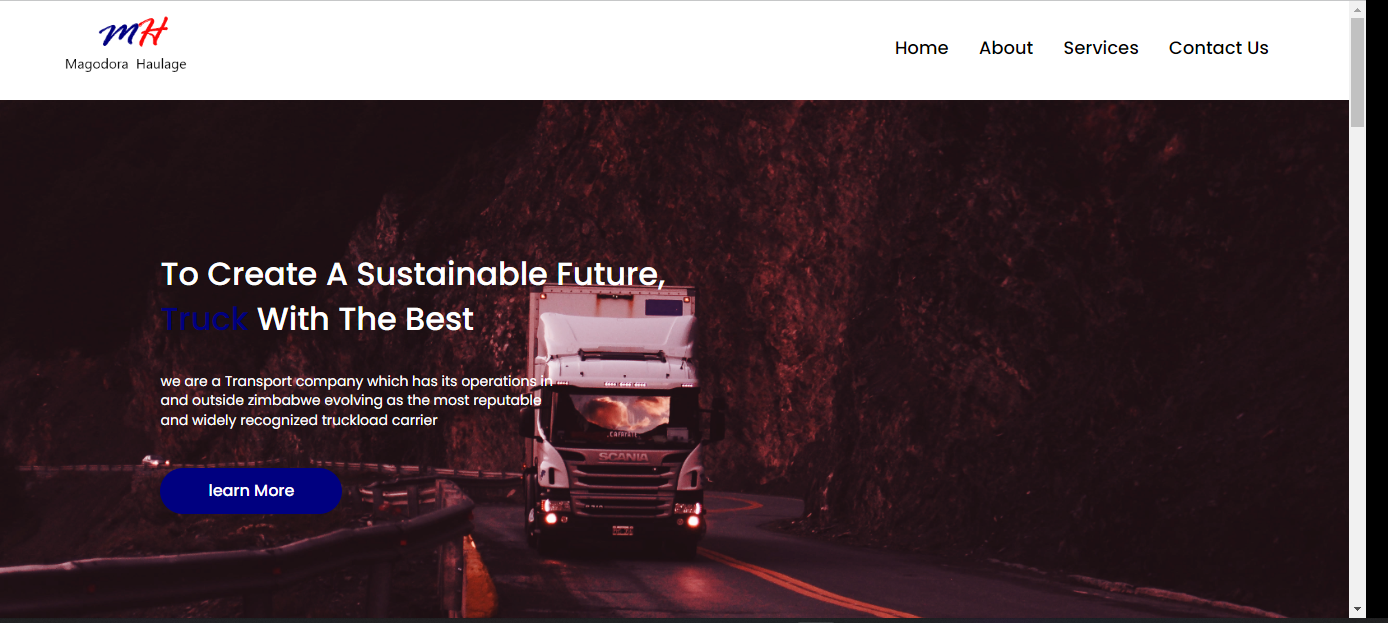 MH
Magodora Haulage
Home About Services Contact Us
To Create A Sustainable Future,
Truck With The Best
we are a Transport company which has its operations in
and outside zimbabwe evolving as the most reputable
and widely recognized truckload carrier
SCANIA
learn More